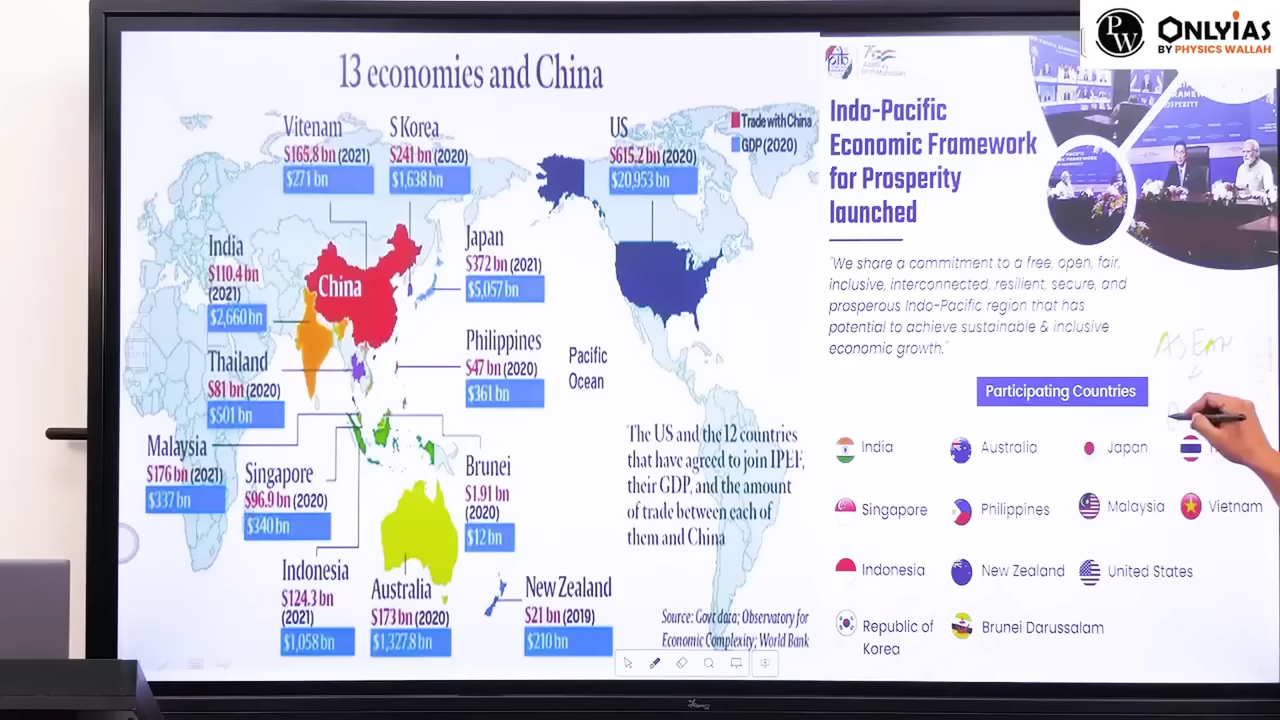 PW
ONLYIAS
BY PHYSICS WALLAH
13 economies and China
Vitenam
$165.8 bn (2021)
$271 bn
S Korea
$241 bn (2020)
$1,638 bn
US
$615.2 bn (2020)
$20,953 bn
Trade with China
GDP (2020)
India
$110.4 bn
(2021)
$2,660 bn
China
Japan
$372 bn (2021)
$5,057 bn
Thailand
$81 bn (2020)
$501 bn
Philippines
$47 bn (2020)
$361 bn
Pacific
Ocean
Malaysia
$176 bn (2021)
$337 bn
Singapore
$96.9 bn (2020)
$340 bn
Brunei
$1.91 bn
(2020)
$12 bn
Indonesia
$124.3 bn
(2021)
$1,058 bn
Australia
$173 bn (2020)
$1,327.8 bn
New Zealand
$21 bn (2019)
$210 bn
The US and the 12 countries
that have agreed to join IPEF,
their GDP, and the amount
of trade between each of
them and China
Source: Govt data; Observatory for
Economic Complexity; World Bank
Indo-Pacific
Economic Framework
for Prosperity
launched
"We share a commitment to a free, open, fair,
inclusive, interconnected, resilient, secure, and
prosperous Indo-Pacific region that has
potential to achieve sustainable & inclusive
economic growth."
ASEAN
+
Participating Countries
India
Australia
Japan
Singapore
Philippines
Malaysia
Vietnam
Indonesia
New Zealand
United States
Republic of
Korea
Brunei Darussalam